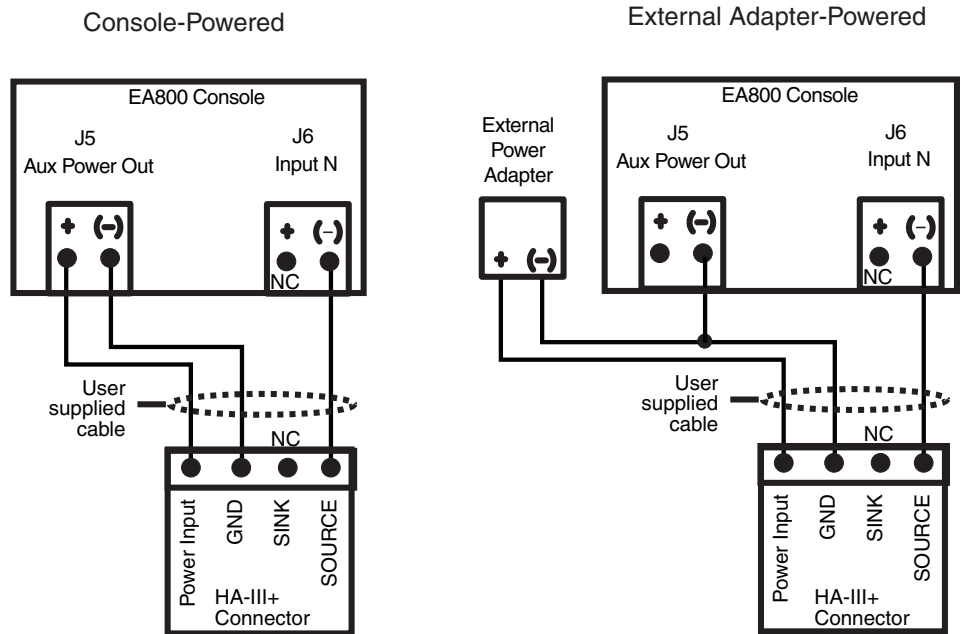 Console-Powered
EA800 Console
J5
Aux Power Out
J6
Input N
+ (-)
+ (-)
NC
User
supplied
cable
NC
Power Input
GND
SINK
SOURCE
HA-III+
Connector
External Adapter-Powered
External
Power
Adapter
+ (-)
EA800 Console
J5
Aux Power Out
J6
Input N
+ (-)
+ (-)
NC
User
supplied
cable
NC
Power Input
GND
SINK
SOURCE
HA-III+
Connector